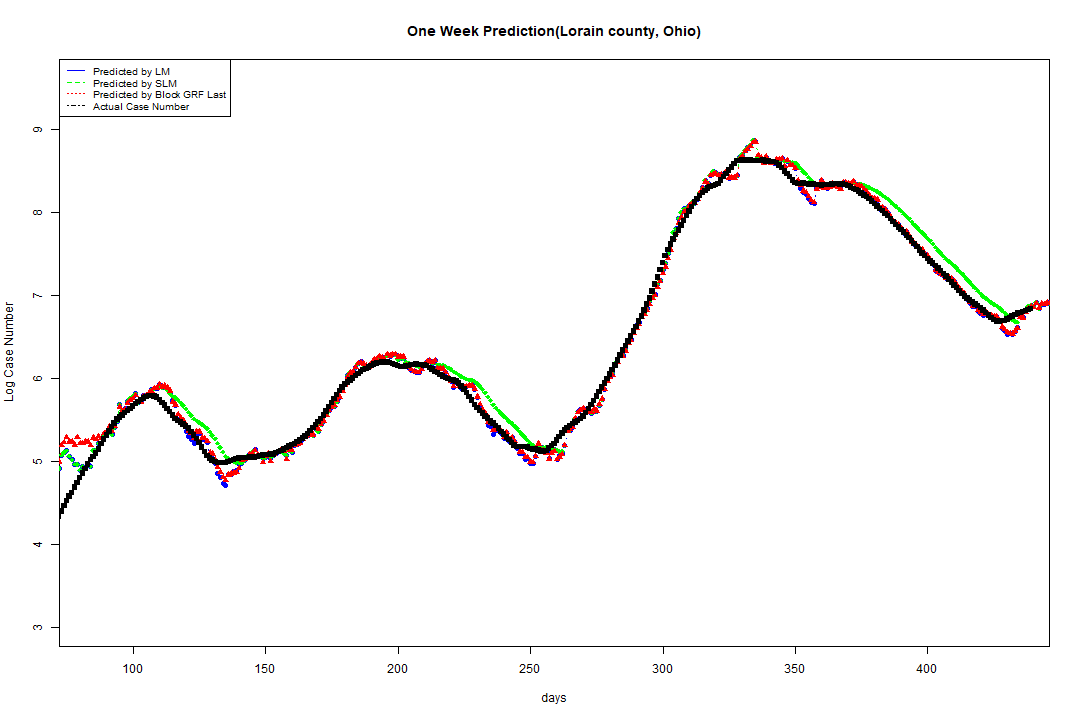 One Week Prediction(Lorain county, Ohio)
Predicted by LM
Predicted by SLM
Predicted by Block GRF Last
Actual Case Number
9
8
7
6
5
4
3
Log Case Number
100 150 200 250 300 350 400
days